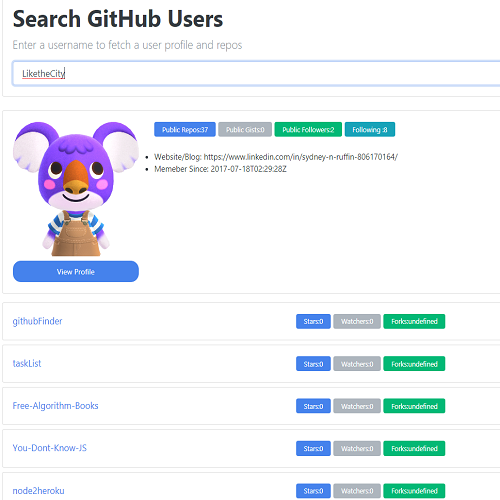 Search GitHub Users
Enter a username to fetch a user profile and repos
LiketheCity
Public Repos:37 Public Gists:0 Public Followers:2 Following :8
Website/Blog: https://www.linkedin.com/in/sydney-n-ruffin-806170164/
Memeber Since: 2017-07-18T02:29:28Z
View Profile
githubFinder Stars:0 Watchers:0 Forks:undefined
taskList Stars:0 Watchers:0 Forks:undefined
Free-Algorithm-Books Stars:0 Watchers:0 Forks:undefined
You-Dont-Know-JS Stars:0 Watchers:0 Forks:undefined
node2heroku Stars:0 Watchers:0 Forks:undefined